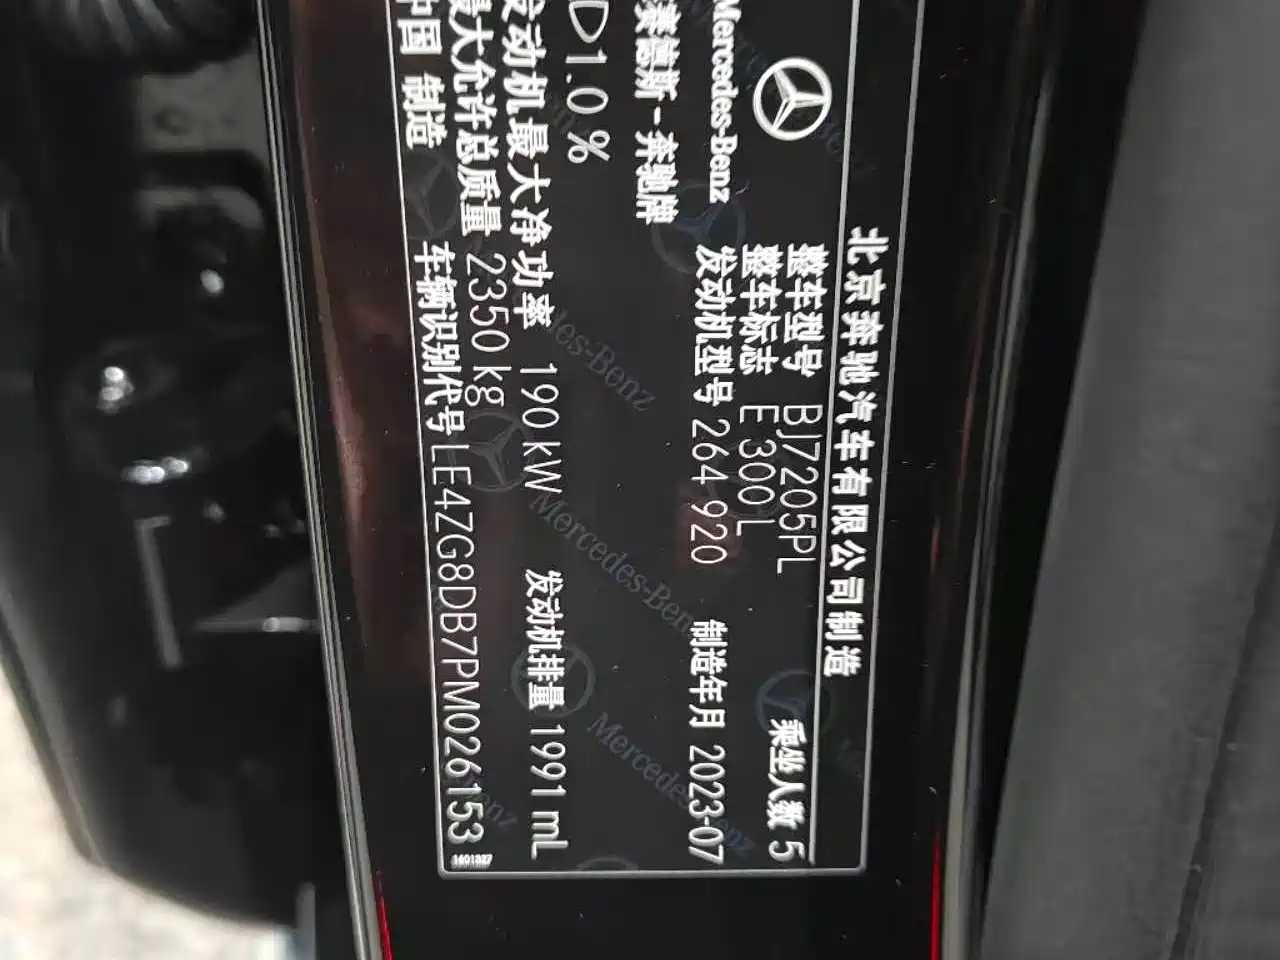 北京奔驰汽车有限公司制造
Mercedes-Benz
整车型号 BJ7205PL
乘坐人数 5
整车标志 E 300 L
梅赛德斯-奔驰牌
发动机型号 264 920
制造年月 2023-07
D1.0%
发动机最大净功率 190 kW
发动机排量 1991 mL
最大允许总质量 2350 kg
中国 制造
车辆识别代号 LE4ZG8DB7PM026153
1401327